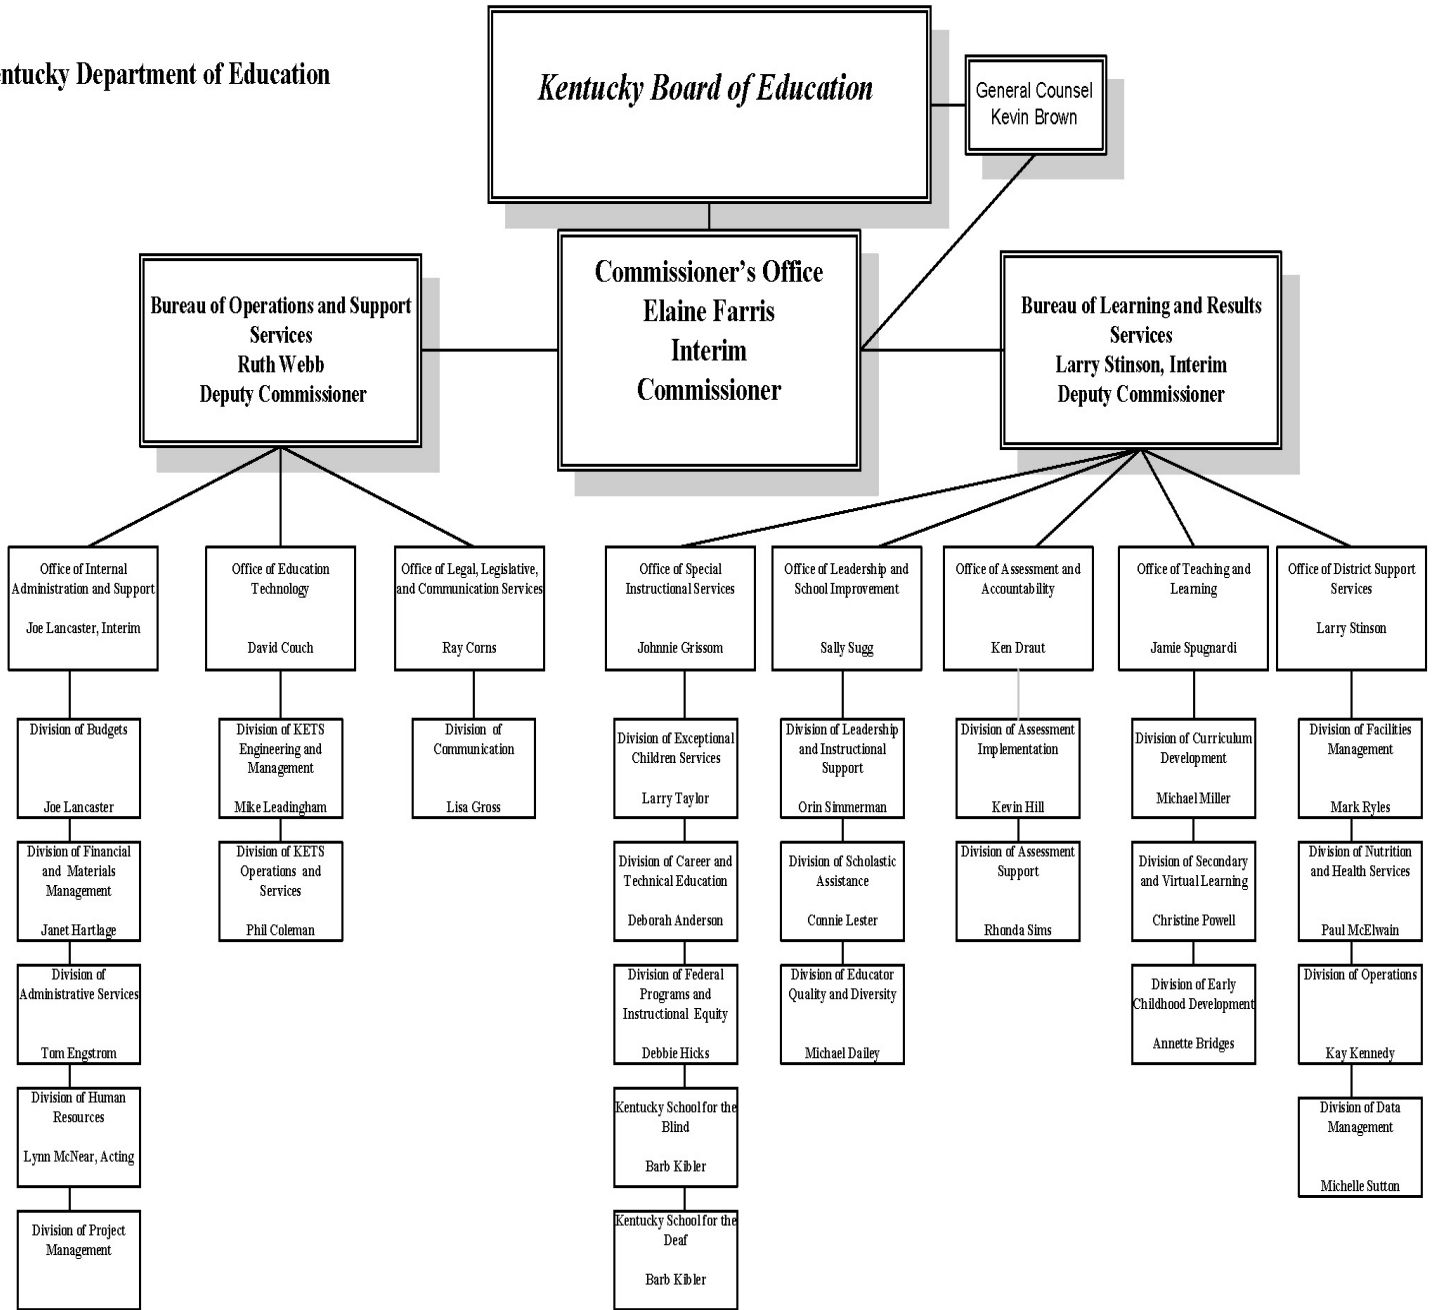 entucky Department of Education
Kentucky Board of Education
General Counsel
Kevin Brown
Commissioner's Office
Elaine Farris
Interim
Commissioner
Bureau of Operations and Support
Services
Ruth Webb
Deputy Commissioner
Bureau of Learning and Results
Services
Larry Stinson, Interim
Deputy Commissioner
Office of Internal
Administration and Support
Joe Lancaster, Interim
Office of Education
Technology
David Couch
Office of Legal, Legislative,
and Communication Services
Ray Corns
Office of Special
Instructional Services
Johnnie Grissom
Office of Leadership and
School Improvement
Sally Sugg
Office of Assessment and
Accountability
Ken Draut
Office of Teaching and
Learning
Jamie Spugnardi
Office of District Support
Services
Larry Stinson
Division of Budgets
Joe Lancaster
Division of KETS
Engineering and
Management
Mike Leadingham
Division of
Communication
Lisa Gross
Division of Exceptional
Children Services
Larry Taylor
Division of Leadership
and Instructional
Support
Orin Simmerman
Division of Assessment
Implementation
Kevin Hill
Division of Curriculum
Development
Michael Miller
Division of Facilities
Management
Mark Ryles
Division of Financial
and Materials
Management
Janet Hartlage
Division of KETS
Operations and
Services
Phil Coleman
Division of Career and
Technical Education
Deborah Anderson
Division of Scholastic
Assistance
Connie Lester
Division of Assessment
Support
Rhonda Sims
Division of Secondary
and Virtual Learning
Christine Powell
Division of Nutrition
and Health Services
Paul McElwain
Division of
Administrative Services
Tom Engstrom
Division of Federal
Programs and
Instructional Equity
Debbie Hicks
Division of Educator
Quality and Diversity
Michael Dailey
Division of Early
Childhood Development
Annette Bridges
Division of Operations
Kay Kennedy
Division of Human
Resources
Lynn McNear, Acting
Kentucky School for the
Blind
Barb Kibler
Division of Data
Management
Michelle Sutton
Division of Project
Management
Kentucky School for the
Deaf
Barb Kibler